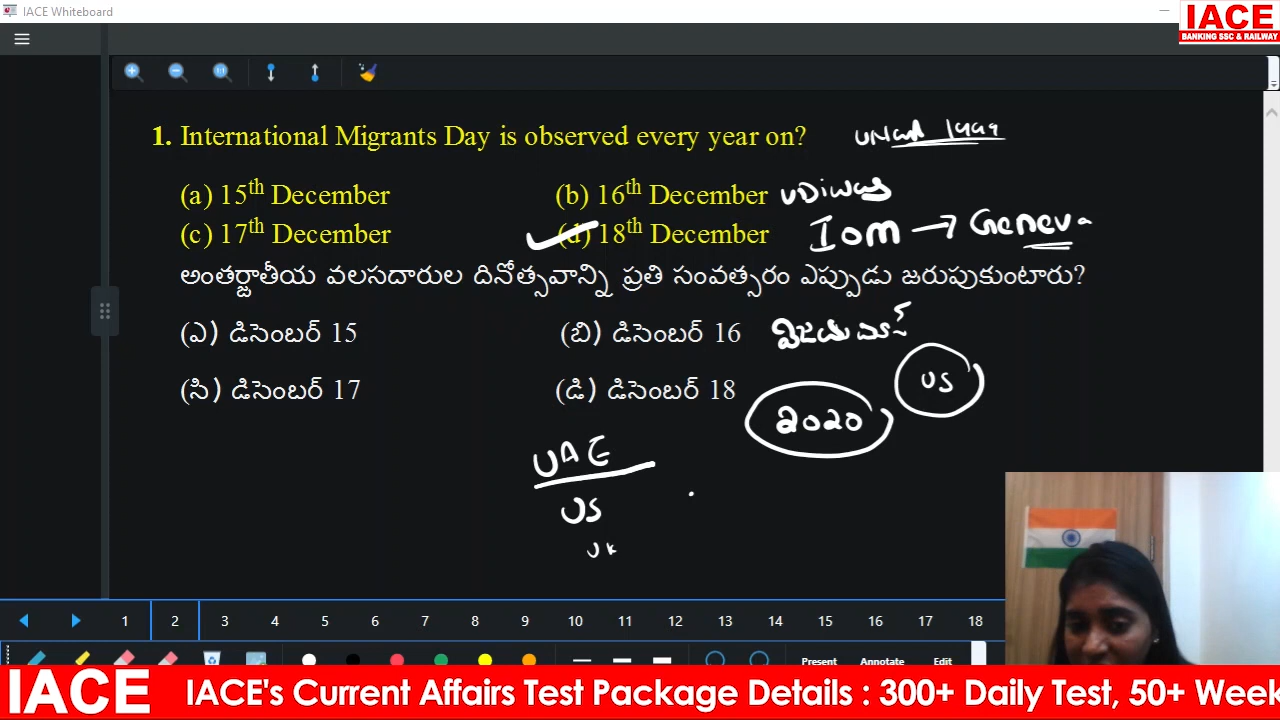 IACE Whiteboard
IACE
BANKING SSC & RAILWAY
1. International Migrants Day is observed every year on?
1999
(a) 15th December
(b) 16th December
(c) 17th December
(d) 18th December
Iom → Geneva
అంతర్జాతీయ వలసదారుల దినోత్సవాన్ని ప్రతి సంవత్సరం ఎప్పుడు జరుపుకుంటారు?
(ఎ) డిసెంబర్ 15
(బి) డిసెంబర్ 16
(సి) డిసెంబర్ 17
(డి) డిసెంబర్ 18
US
2020
UAE
US
UK
1 2 3 4 5 6 7 8 9 10 11 12 13 14 15 16 17 18
Present Annotate Edit
IACE IACE's Current Affairs Test Package Details : 300+ Daily Test, 50+ Week